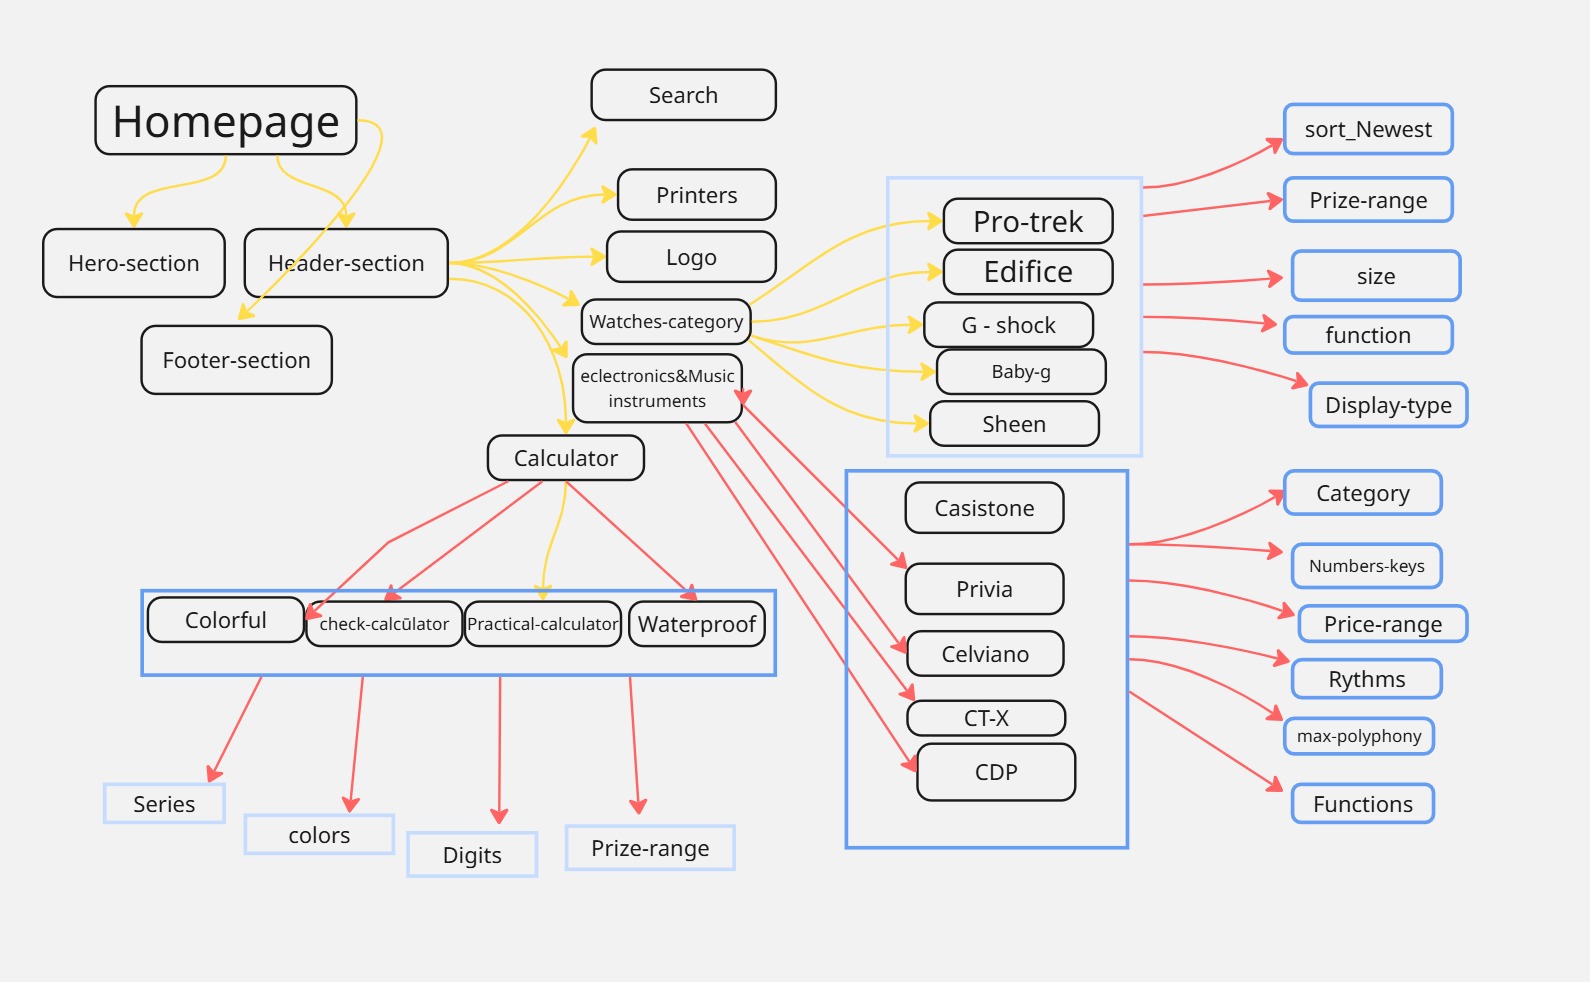 Homepage
Hero-section
Header-section
Footer-section
Search
Printers
Logo
Watches-category
eclectronics&Music
instruments
Calculator
Pro-trek
Edifice
G - shock
Baby-g
Sheen
sort_Newest
Prize-range
size
function
Display-type
Casistone
Privia
Celviano
CT-X
CDP
Category
Numbers-keys
Price-range
Rythms
max-polyphony
Functions
Colorful
check-calcūlator
Practical-calculator
Waterproof
Series
colors
Digits
Prize-range